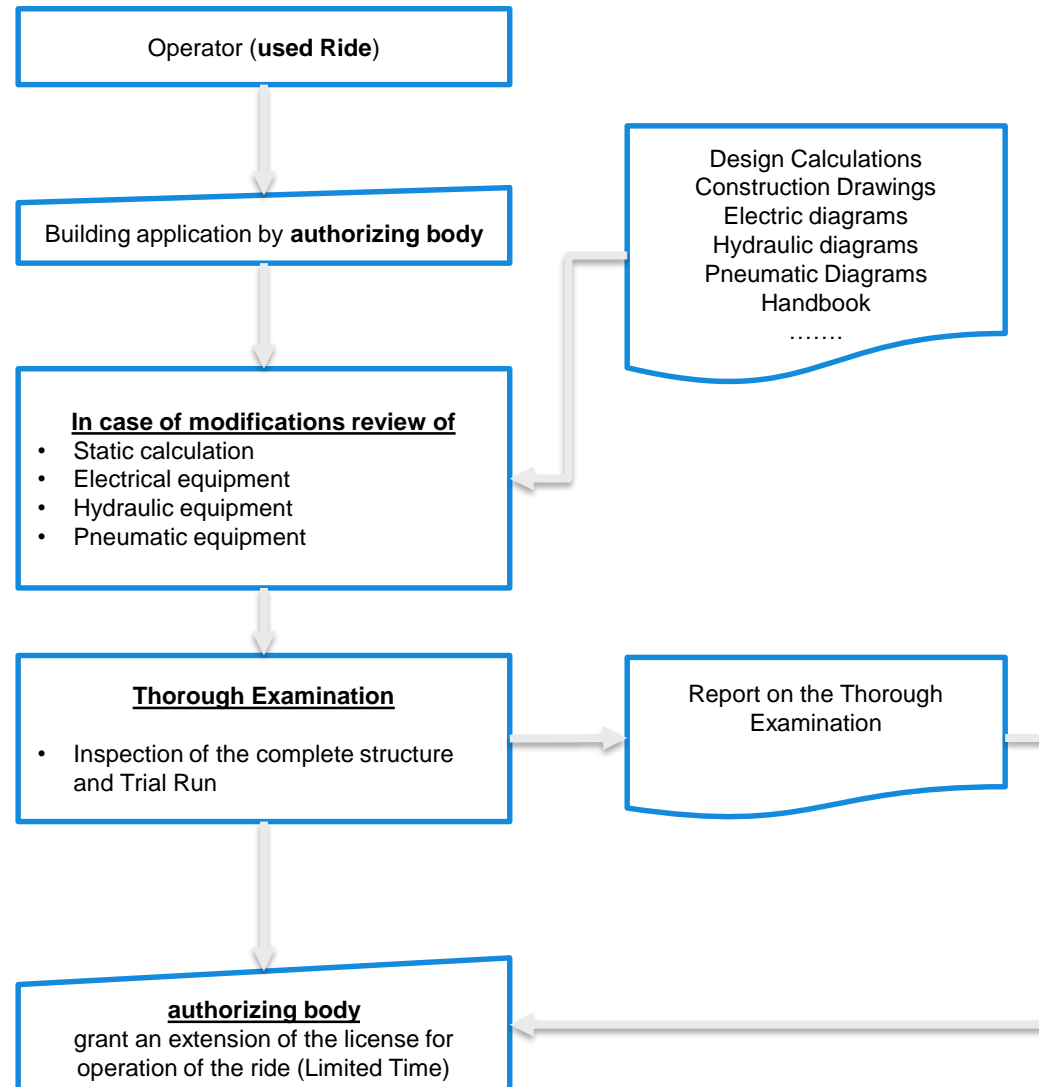 Operator (used Ride)
Building application by authorizing body
Design Calculations
Construction Drawings
Electric diagrams
Hydraulic diagrams
Pneumatic Diagrams
Handbook
…….
In case of modifications review of
• Static calculation
• Electrical equipment
• Hydraulic equipment
• Pneumatic equipment
Thorough Examination
• Inspection of the complete structure
and Trial Run
Report on the Thorough
Examination
authorizing body
grant an extension of the license for
operation of the ride (Limited Time)